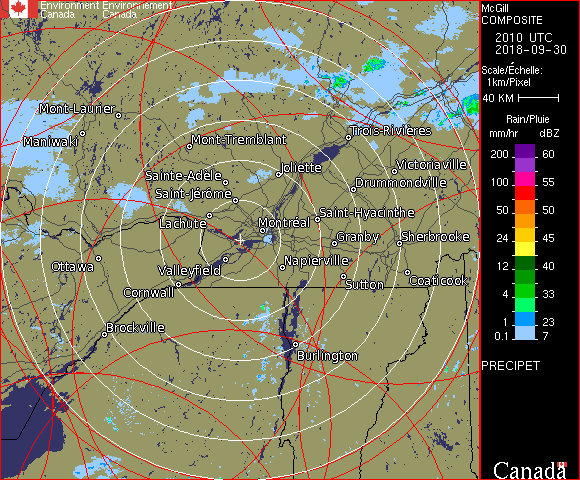 Environment Environnement
Canada Canada
McGill
COMPOSITE
2010 UTC
2018-09-30
Scale/Échelle:
1km/Pixel
40 KM
Rain/Pluie
mm/hr dBZ
200 60
100 55
50 50
24 45
12 40
4 33
1 23
0.1 7
PRECIPET
Canada
Mont-Laurier
Maniwaki
Mont-Tremblant
Trois-Rivières
Sainte-Adèle
Joliette
Victoriaville
Saint-Jérôme
Drummondville
Lachute
Montréal
Saint-Hyacinthe
Granby
Sherbrooke
Ottawa
Valleyfield
Napierville
Cornwall
Sutton
Coaticook
Brockville
Burlington